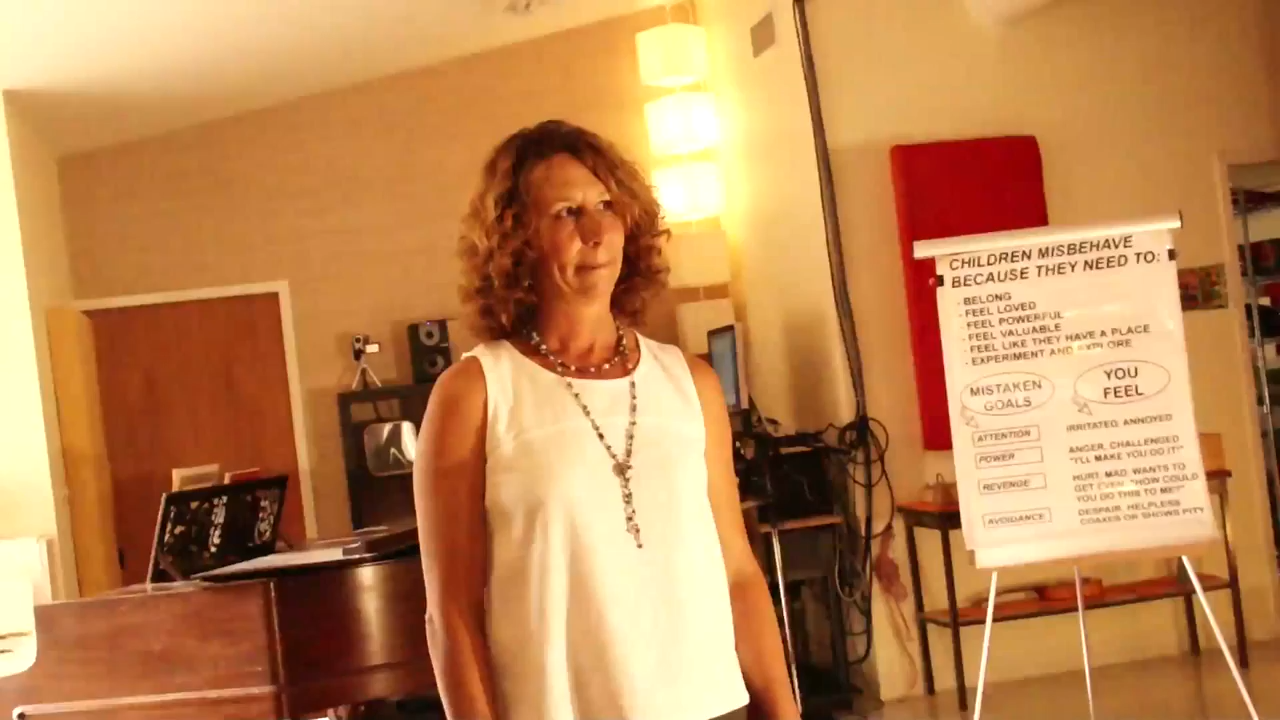 CHILDREN MISBEHAVE
BECAUSE THEY NEED TO:
- BELONG
- FEEL LOVED
- FEEL POWERFUL
- FEEL VALUABLE
- FEEL LIKE THEY HAVE A PLACE
- EXPERIMENT AND EXPLORE
MISTAKEN
GOALS
YOU
FEEL
ATTENTION
IRRITATED, ANNOYED
POWER
ANGER, CHALLENGED
"I'LL MAKE YOU DO IT!"
REVENGE
HURT, MAD, WANTS TO
GET EVEN, "HOW COULD
YOU DO THIS TO ME?"
AVOIDANCE
DESPAIR, HELPLESS
COAXES OR SHOWS PITY